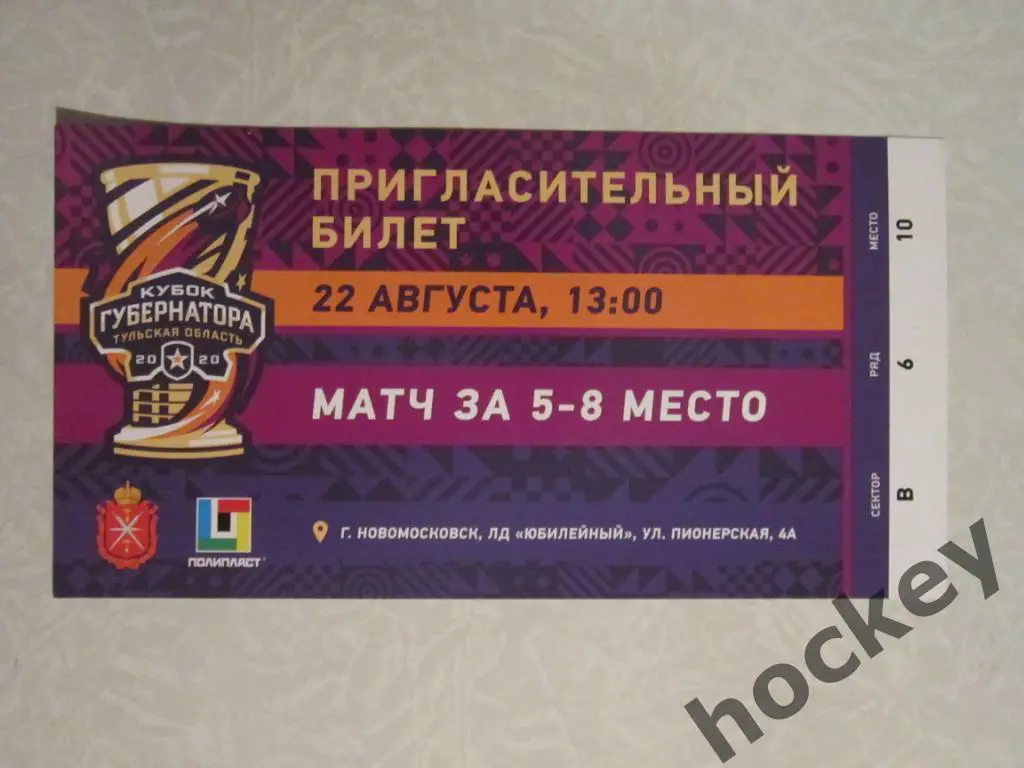 ПРИГЛАСИТЕЛЬНЫЙ
БИЛЕТ
22 АВГУСТА, 13:00
МАТЧ ЗА 5-8 МЕСТО
Г. НОВОМОСКОВСК, ЛД «ЮБИЛЕЙНЫЙ», УЛ. ПИОНЕРСКАЯ, 4А
КУБОК
ГУБЕРНАТОРА
ТУЛЬСКАЯ ОБЛАСТЬ
20 20
ПОЛИПЛАСТ
МЕСТО 10
РЯД 6
СЕКТОР B
hockey